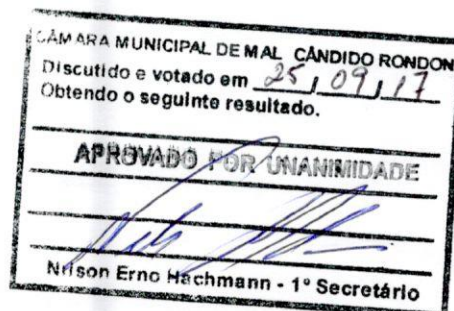 CÂMARA MUNICIPAL DE MAL CÂNDIDO RONDON
Discutido e votado em 25 / 09 / 17
Obtendo o seguinte resultado.
APROVADO POR UNANIMIDADE
Nilson Erno Hachmann - 1º Secretário